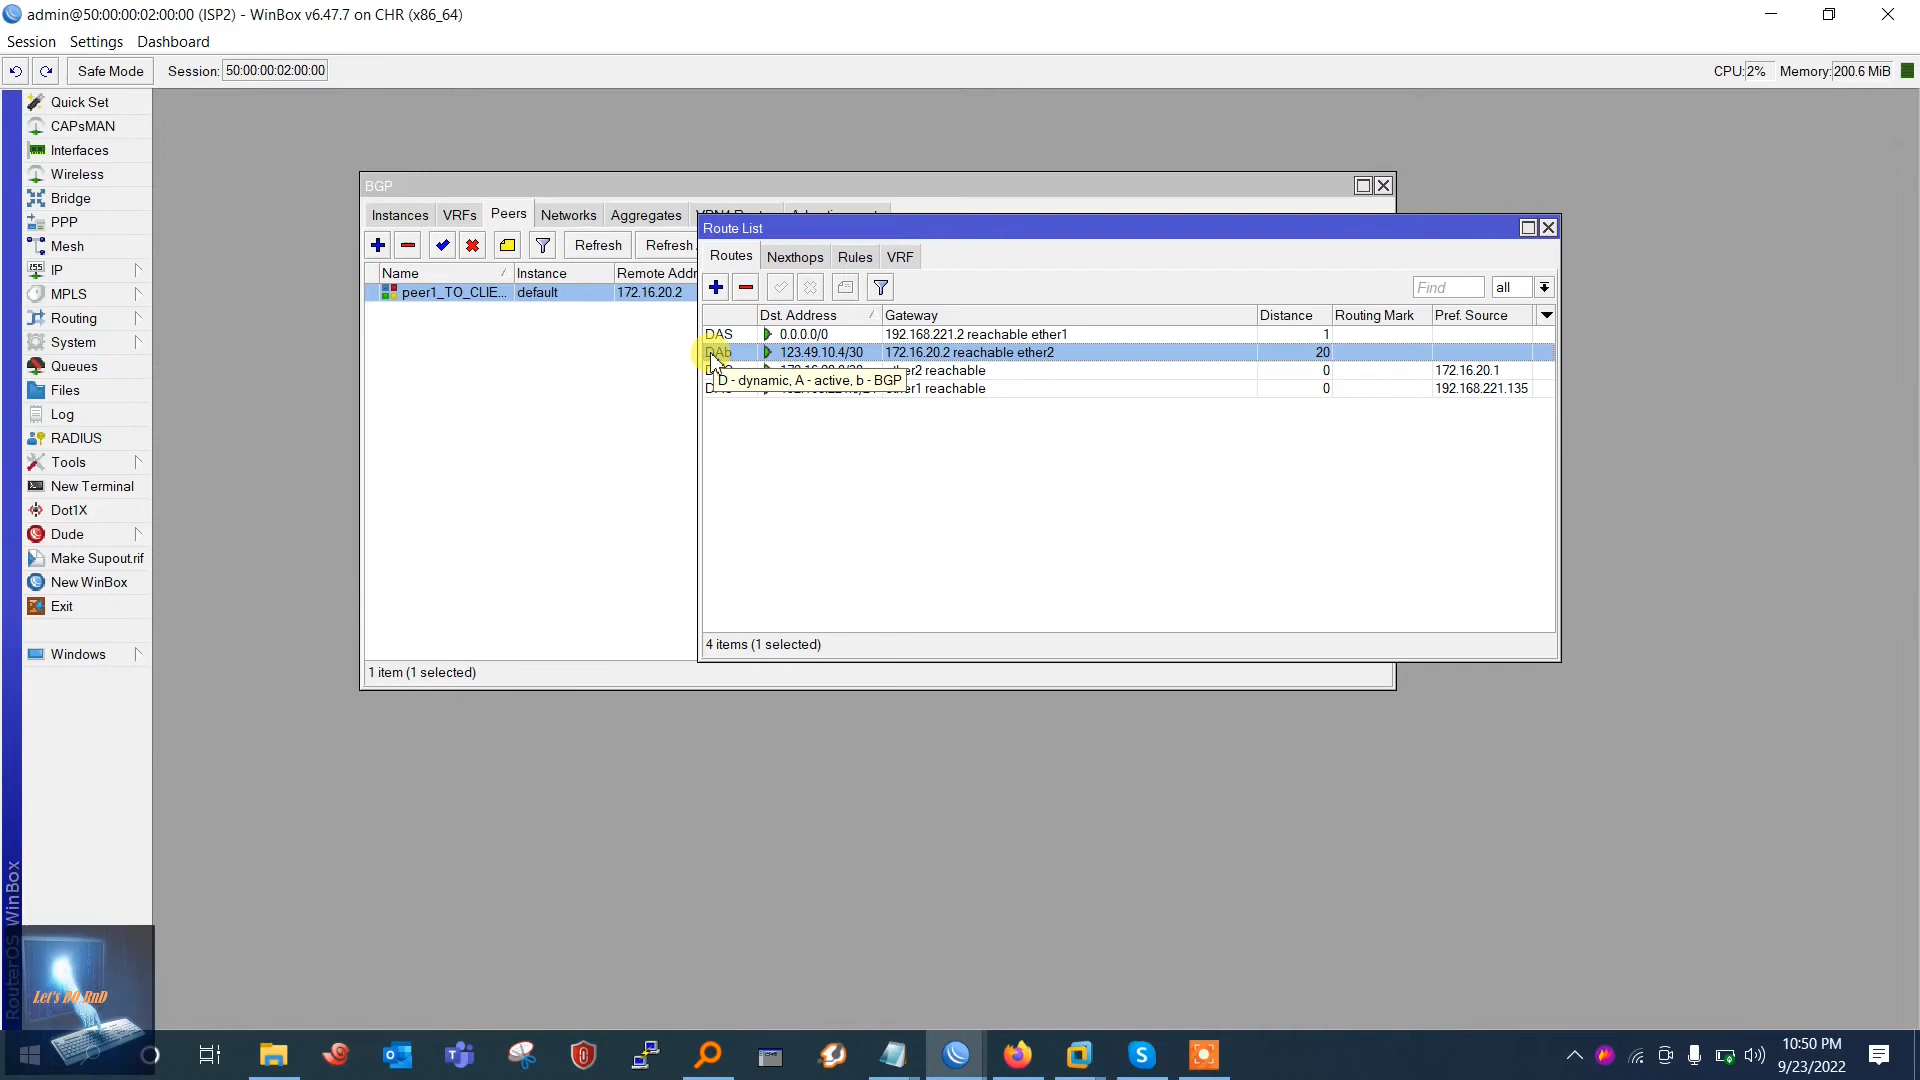 admin@50:00:00:02:00:00 (ISP2) - WinBox v6.47.7 on CHR (x86_64)
Session Settings Dashboard
Safe Mode Session: 50:00:00:02:00:00 CPU: 2% Memory: 200.6 MiB
Quick Set
CAPsMAN
Interfaces
Wireless
Bridge
PPP
Mesh
IP
MPLS
Routing
System
Queues
Files
Log
RADIUS
Tools
New Terminal
Dot1X
Dude
Make Supout.rif
New WinBox
Exit
Windows
RouterOS WinBox
Let's DO RnD
BGP
Instances VRFs Peers Networks Aggregates
Refresh Refresh
Name Instance Remote Addr
peer1_TO_CLIE... default 172.16.20.2
1 item (1 selected)
Route List
Routes Nexthops Rules VRF
Find all
Dst. Address Gateway Distance Routing Mark Pref. Source
DAS 0.0.0.0/0 192.168.221.2 reachable ether1 1
DAb 123.49.10.4/30 172.16.20.2 reachable ether2 20
ether2 reachable 0 172.16.20.1
D - dynamic, A - active, b - BGP
ether1 reachable 0 192.168.221.135
4 items (1 selected)
10:50 PM
9/23/2022